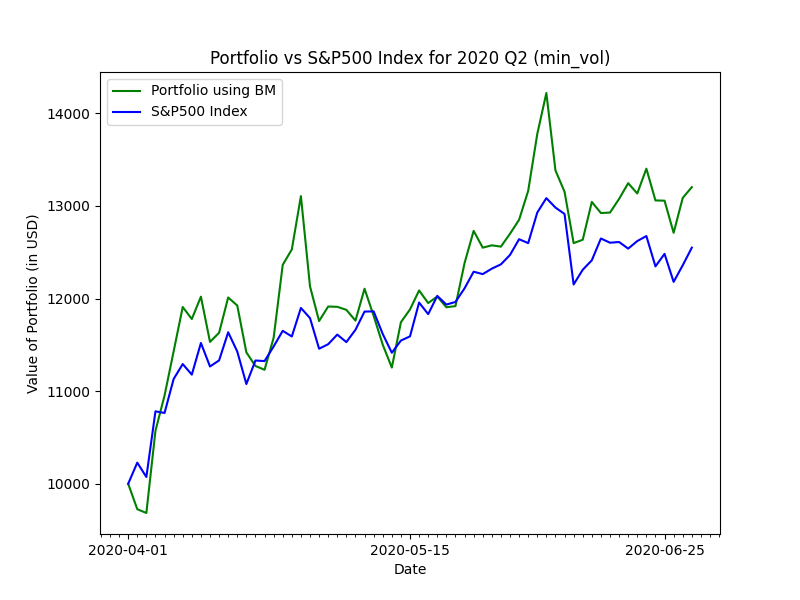 Portfolio vs S&P500 Index for 2020 Q2 (min_vol)
Portfolio using BM
S&P500 Index
14000
13000
12000
11000
10000
Value of Portfolio (in USD)
2020-04-01 2020-05-15 2020-06-25
Date